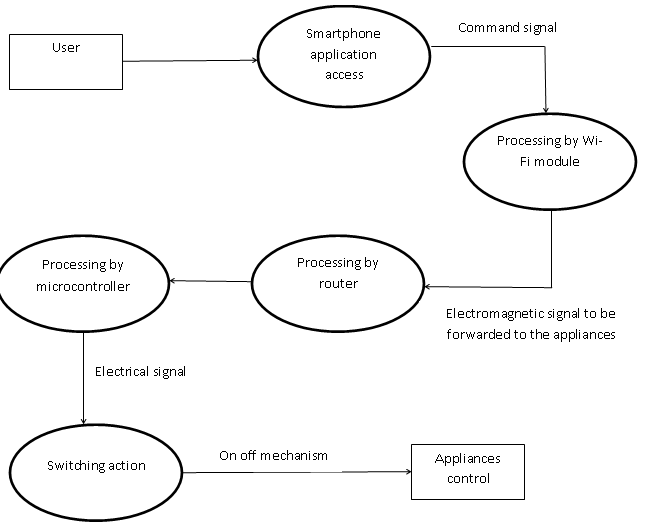 User
Smartphone
application
access
Command signal
Processing by Wi-
Fi module
Electromagnetic signal to be
forwarded to the appliances
Processing by
router
Processing by
microcontroller
Electrical signal
Switching action
On off mechanism
Appliances
control